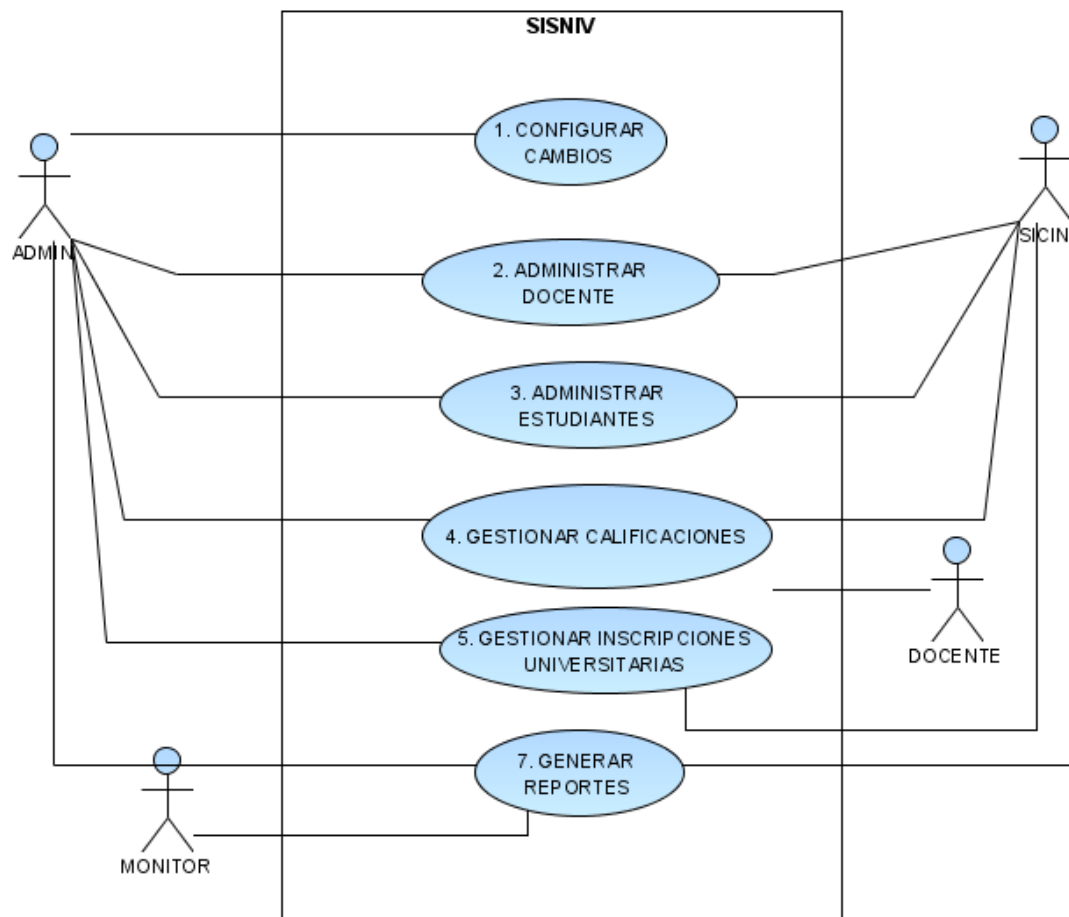 SISNIV
1. CONFIGURAR
CAMBIOS
ADMIN
SICIN
2. ADMINISTRAR
DOCENTE
3. ADMINISTRAR
ESTUDIANTES
4. GESTIONAR CALIFICACIONES
5. GESTIONAR INSCRIPCIONES
UNIVERSITARIAS
DOCENTE
7. GENERAR
REPORTES
MONITOR